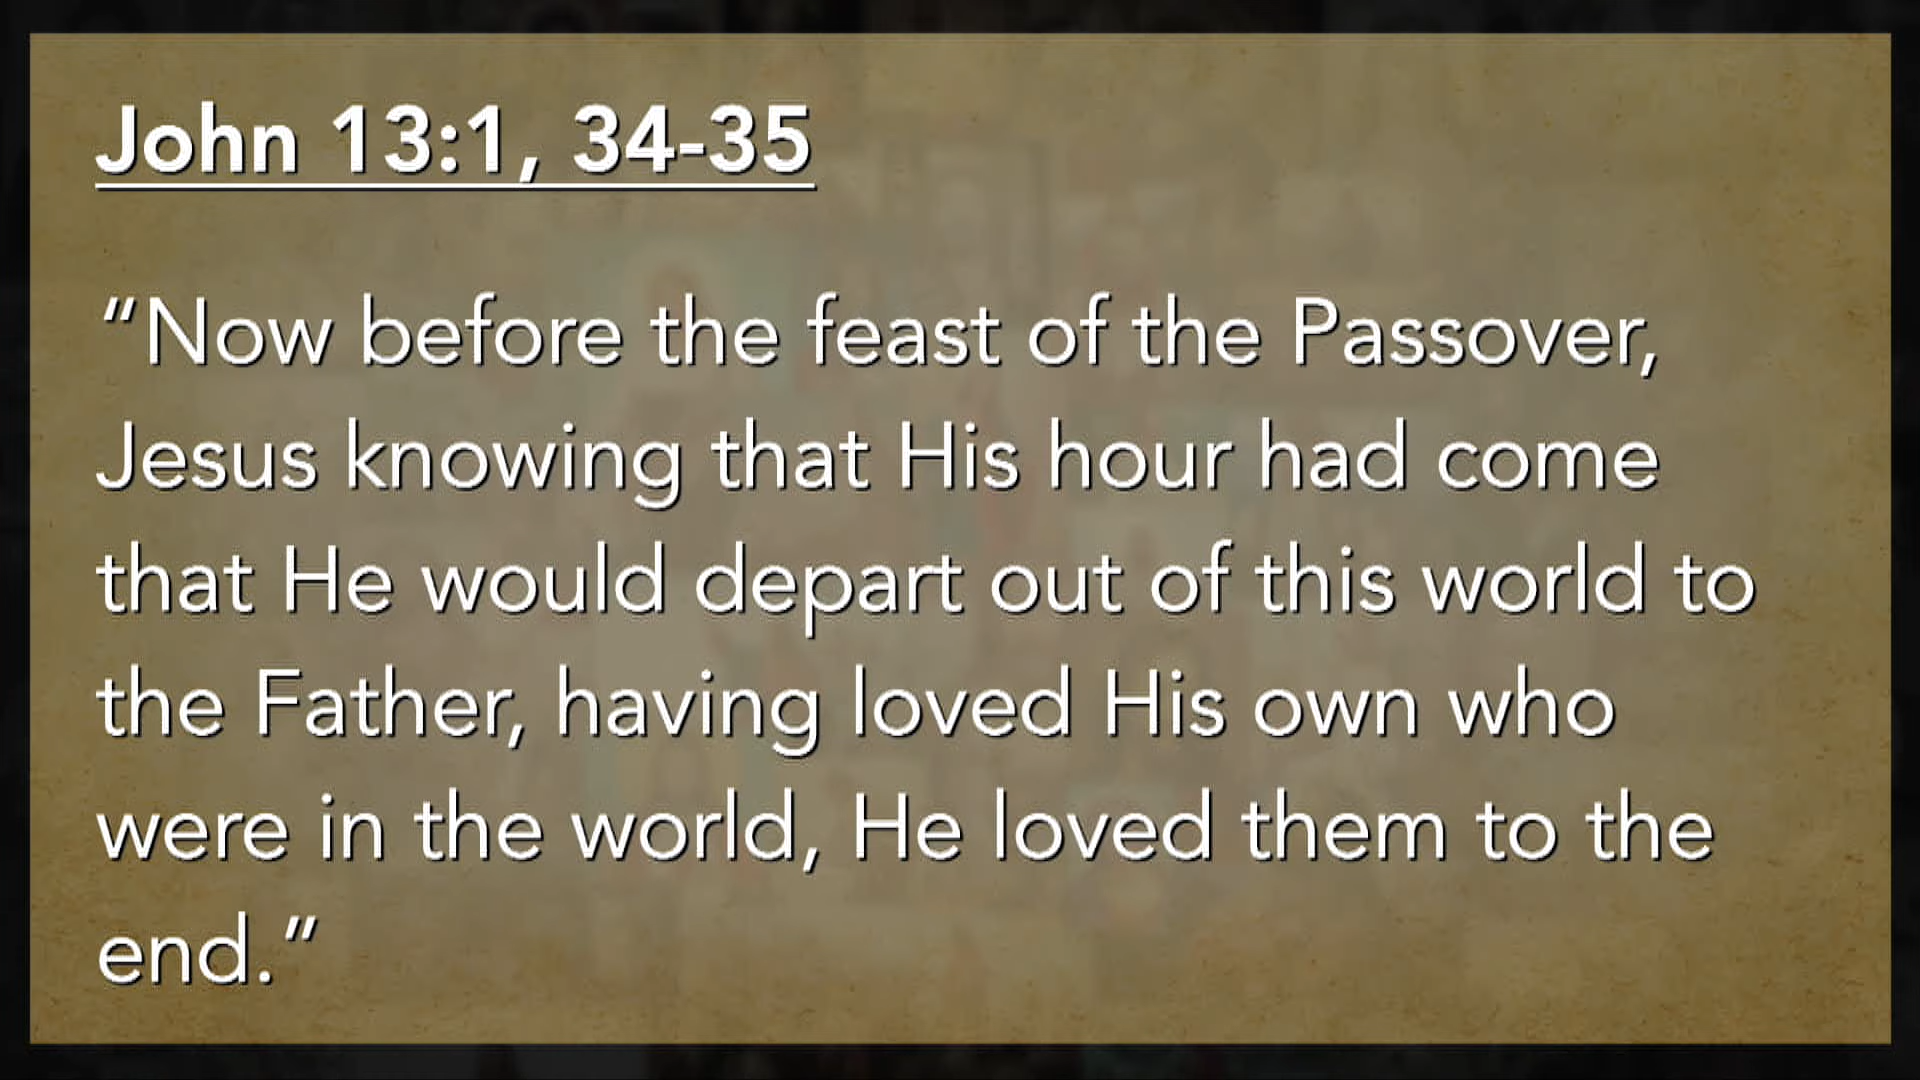 John 13:1, 34-35
“Now before the feast of the Passover,
Jesus knowing that His hour had come
that He would depart out of this world to
the Father, having loved His own who
were in the world, He loved them to the
end.”